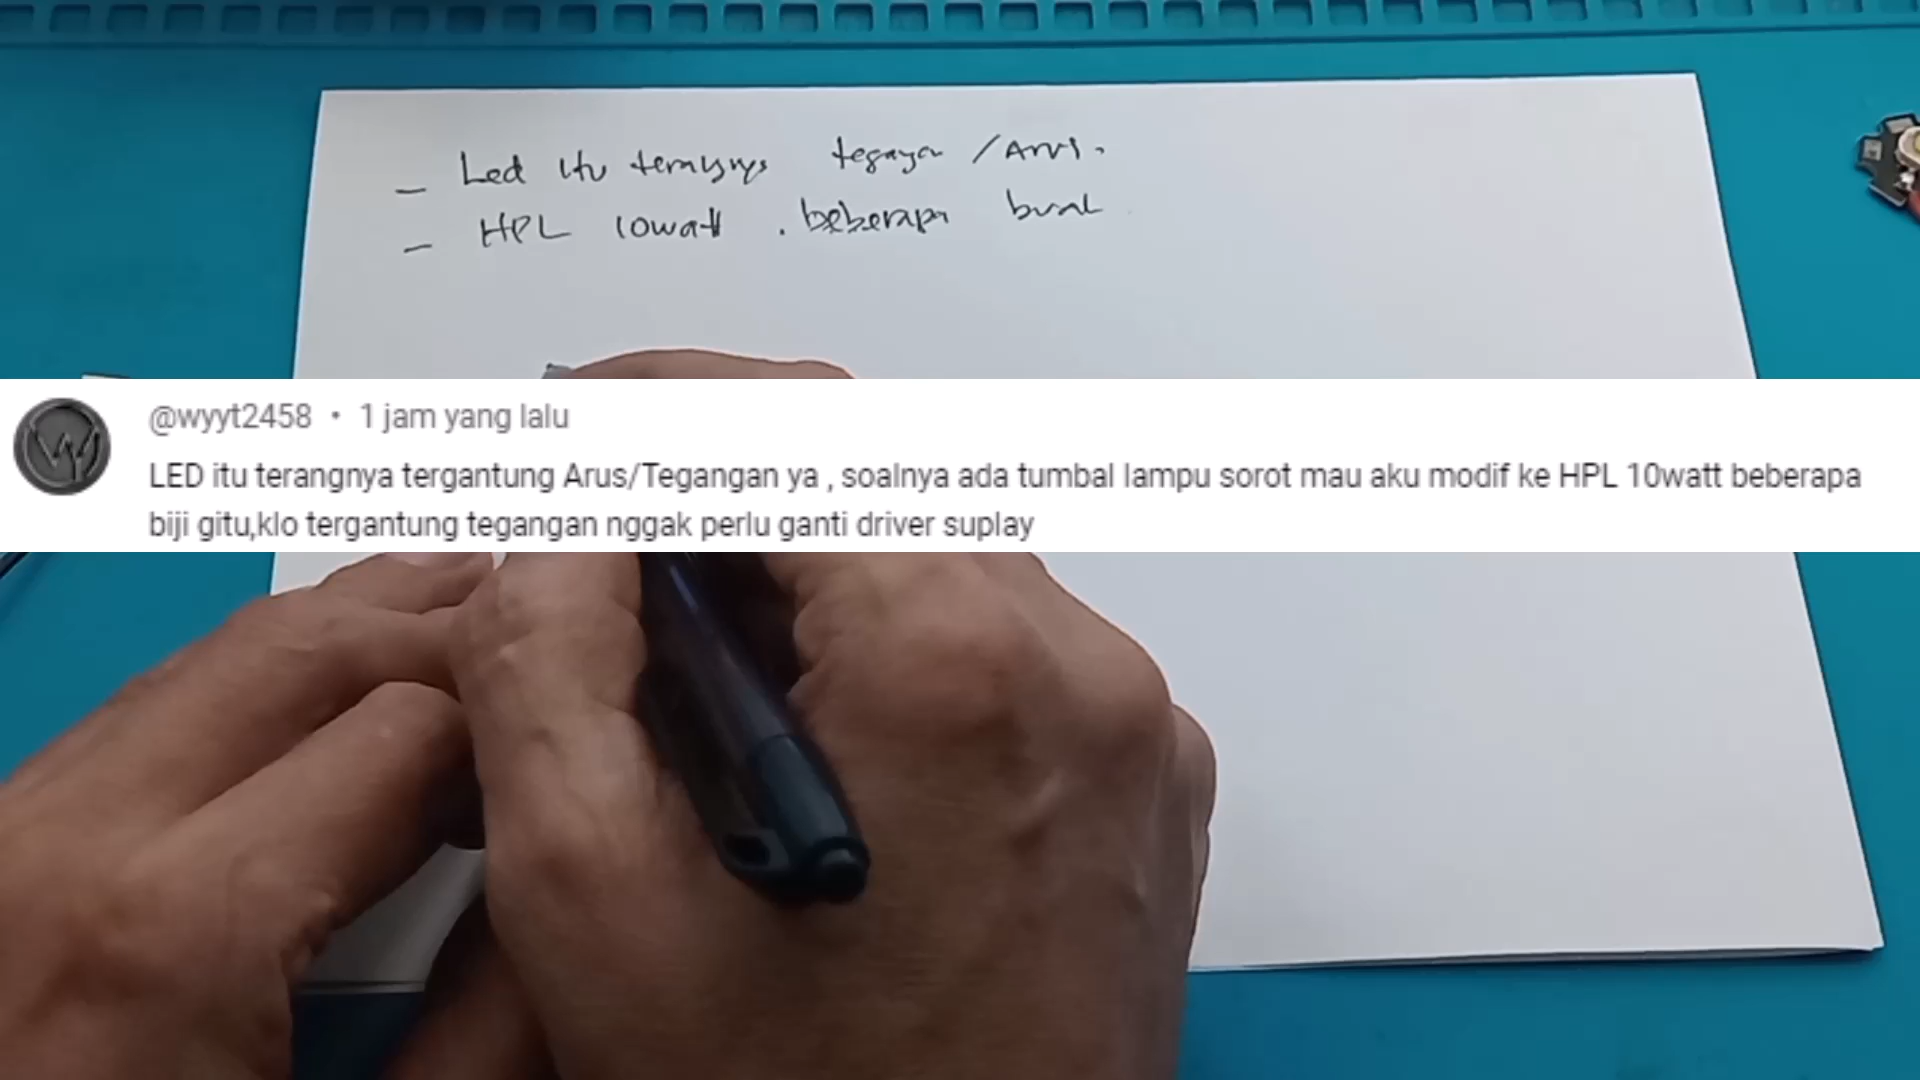 - Led itu terangnya tegangan / Arus.
- HPL 10watt . beberapa buah
@wyyt2458 • 1 jam yang lalu
LED itu terangnya tergantung Arus/Tegangan ya , soalnya ada tumbal lampu sorot mau aku modif ke HPL 10watt beberapa
biji gitu,klo tergantung tegangan nggak perlu ganti driver suplay